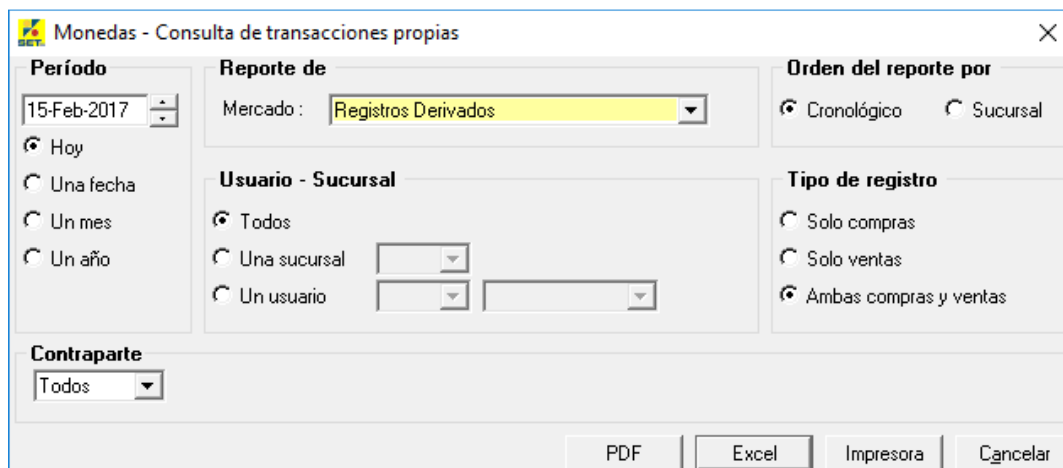 SET
Monedas - Consulta de transacciones propias
Período
15-Feb-2017
Hoy
Una fecha
Un mes
Un año
Reporte de
Mercado :
Registros Derivados
Orden del reporte por
Cronológico
Sucursal
Usuario - Sucursal
Todos
Una sucursal
Un usuario
Tipo de registro
Solo compras
Solo ventas
Ambas compras y ventas
Contraparte
Todos
PDF
Excel
Impresora
Cancelar